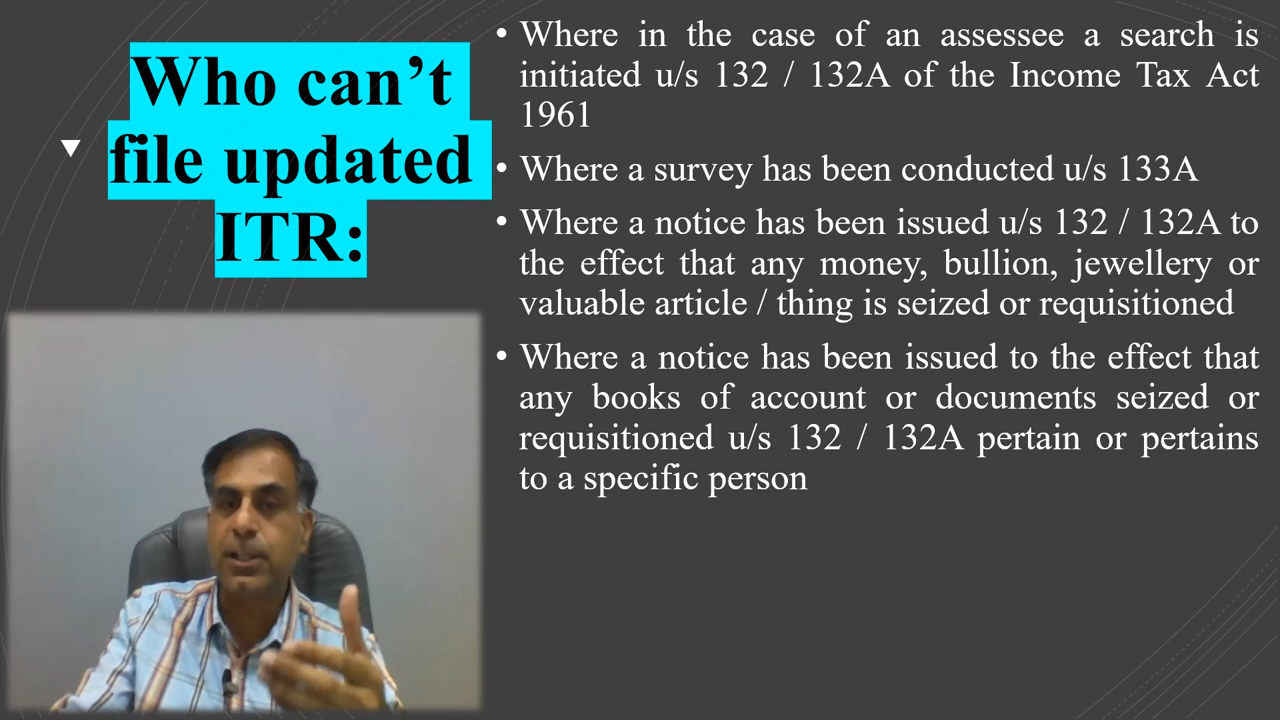 Who can’t
file updated
ITR:
• Where in the case of an assessee a search is
initiated u/s 132 / 132A of the Income Tax Act
1961
• Where a survey has been conducted u/s 133A
• Where a notice has been issued u/s 132 / 132A to
the effect that any money, bullion, jewellery or
valuable article / thing is seized or requisitioned
• Where a notice has been issued to the effect that
any books of account or documents seized or
requisitioned u/s 132 / 132A pertain or pertains
to a specific person